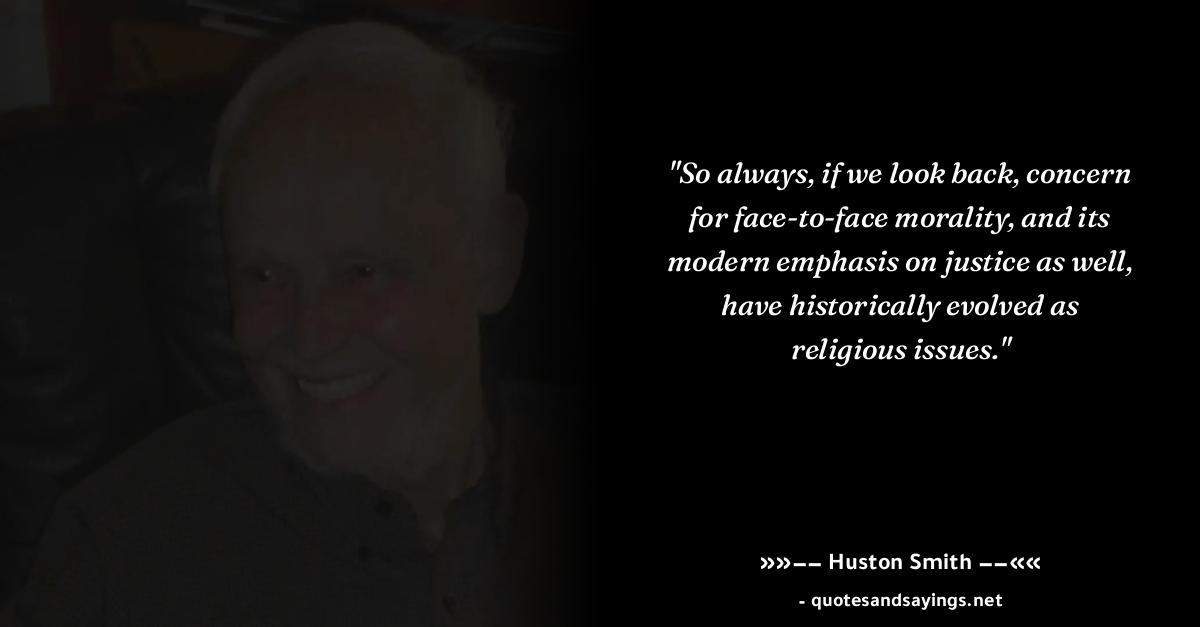 "So always, if we look back, concern
for face-to-face morality, and its
modern emphasis on justice as well,
have historically evolved as
religious issues."
»»—— Huston Smith ——««
- quotesandsayings.net